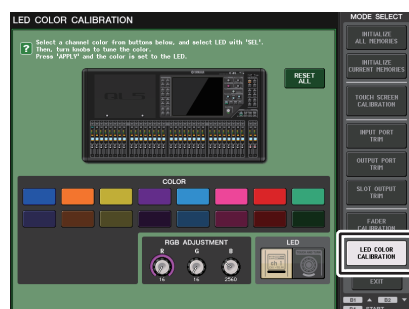 LED COLOR CALIBRATION
Select a channel color from buttons below, and select LED with 'SEL'.
Then, turn knobs to tune the color.
Press 'APPLY' and the color is set to the LED.
RESET
ALL
COLOR
RGB ADJUSTMENT
R G B
16 16 2560
LED
ch 1
MODE SELECT
INITIALIZE
ALL MEMORIES
INITIALIZE
CURRENT MEMORIES
TOUCH SCREEN
CALIBRATION
INPUT PORT
TRIM
OUTPUT PORT
TRIM
SLOT OUTPUT
TRIM
FADER
CALIBRATION
LED COLOR
CALIBRATION
EXIT